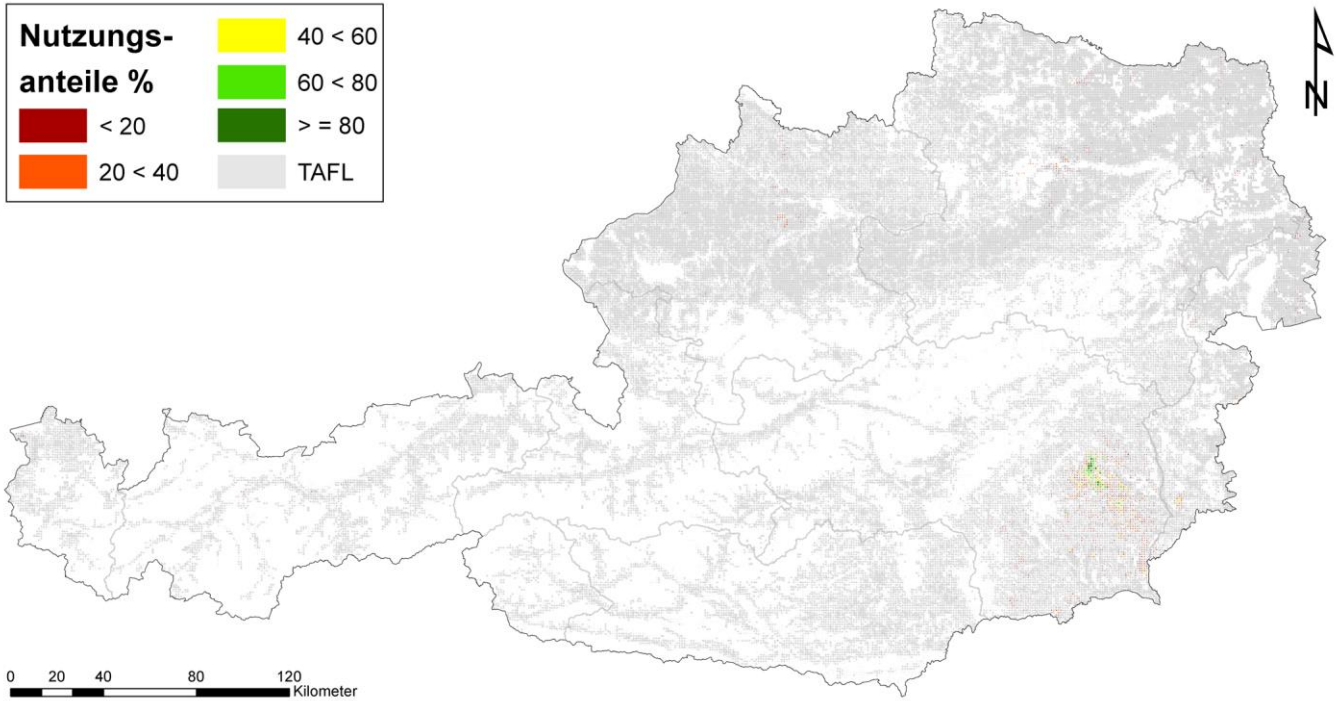 Nutzungs-
anteile %
< 20
20 < 40
40 < 60
60 < 80
> = 80
TAFL
N
0 20 40 80 120
Kilometer